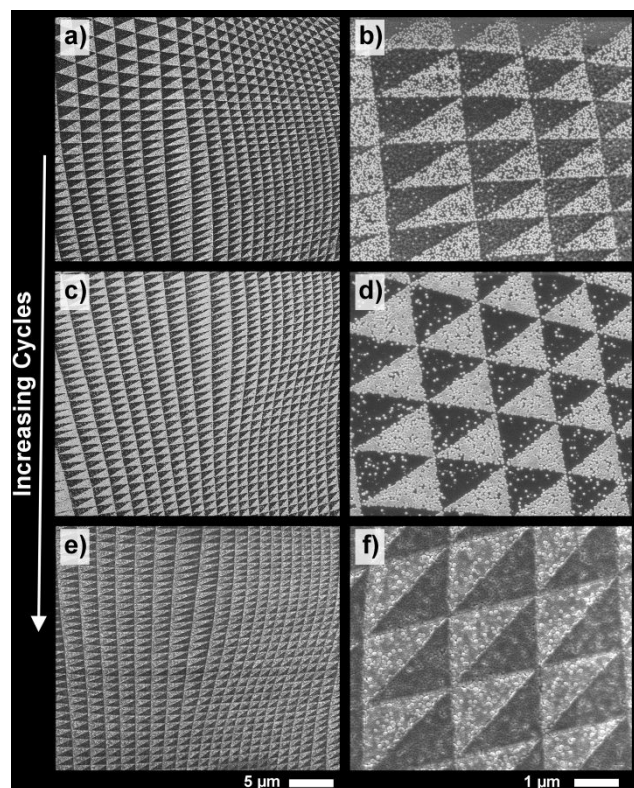 a)
b)
Increasing Cycles
c)
d)
e)
f)
5 µm
1 µm